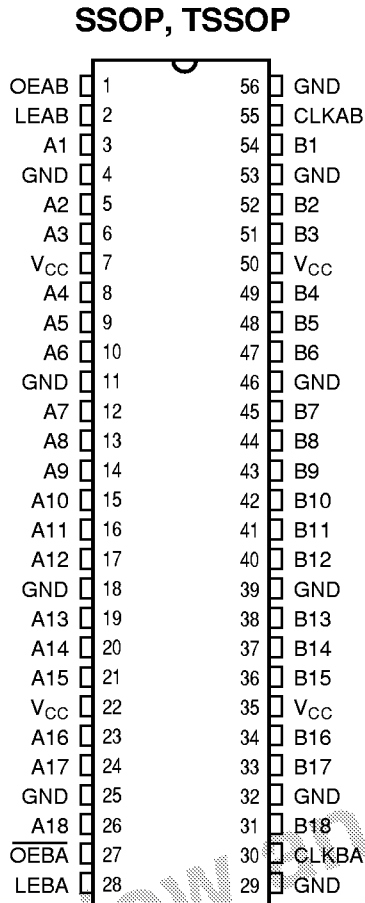 SSOP, TSSOP
OEAB 1 56 GND
LEAB 2 55 CLKAB
A1 3 54 B1
GND 4 53 GND
A2 5 52 B2
A3 6 51 B3
VCC 7 50 VCC
A4 8 49 B4
A5 9 48 B5
A6 10 47 B6
GND 11 46 GND
A7 12 45 B7
A8 13 44 B8
A9 14 43 B9
A10 15 42 B10
A11 16 41 B11
A12 17 40 B12
GND 18 39 GND
A13 19 38 B13
A14 20 37 B14
A15 21 36 B15
VCC 22 35 VCC
A16 23 34 B16
A17 24 33 B17
GND 25 32 GND
A18 26 31 B18
OEBA 27 30 CLKBA
LEBA 28 29 GND